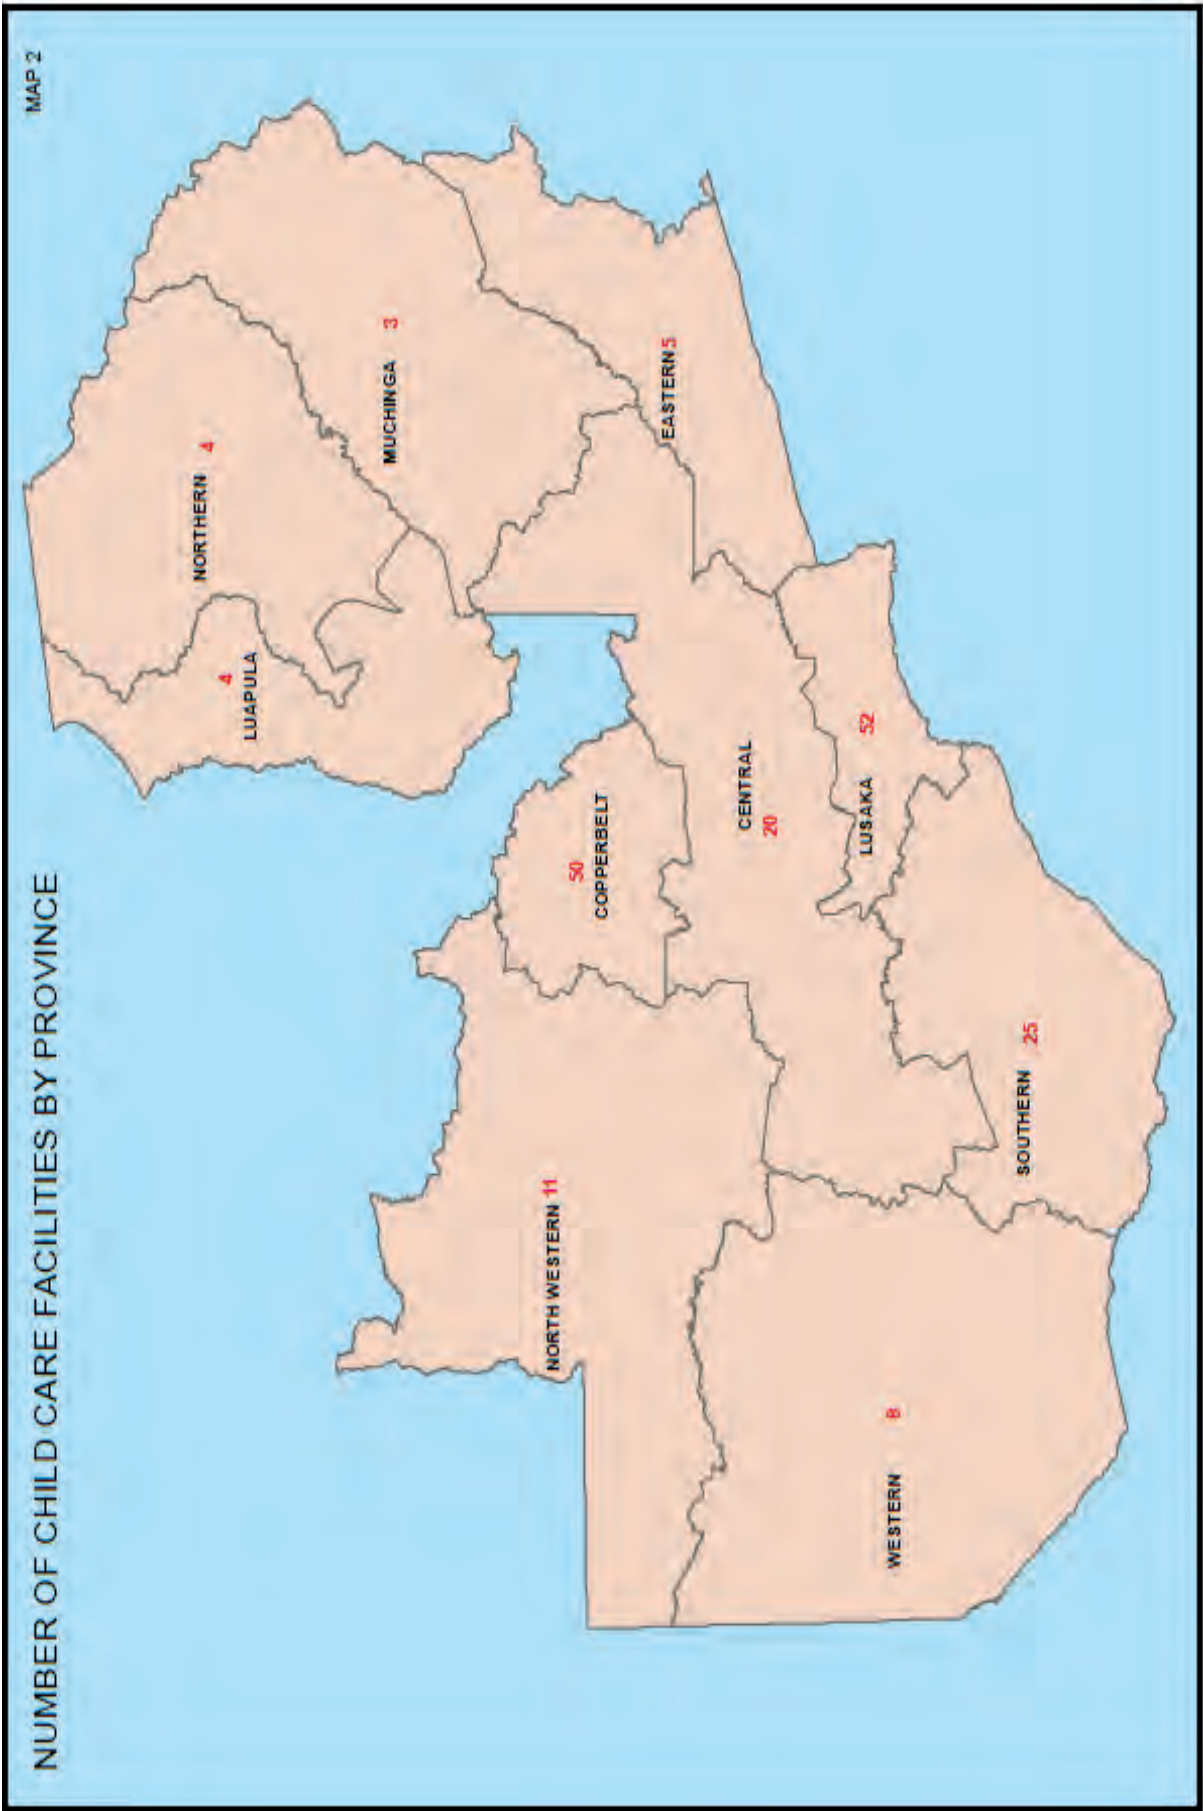 MAP 2
NUMBER OF CHILD CARE FACILITIES BY PROVINCE
NORTHERN 4
4
LUAPULA
MUCHINGA 3
EASTERN 5
50
COPPERBELT
CENTRAL
20
LUSAKA 52
NORTH WESTERN 11
SOUTHERN 25
WESTERN 8